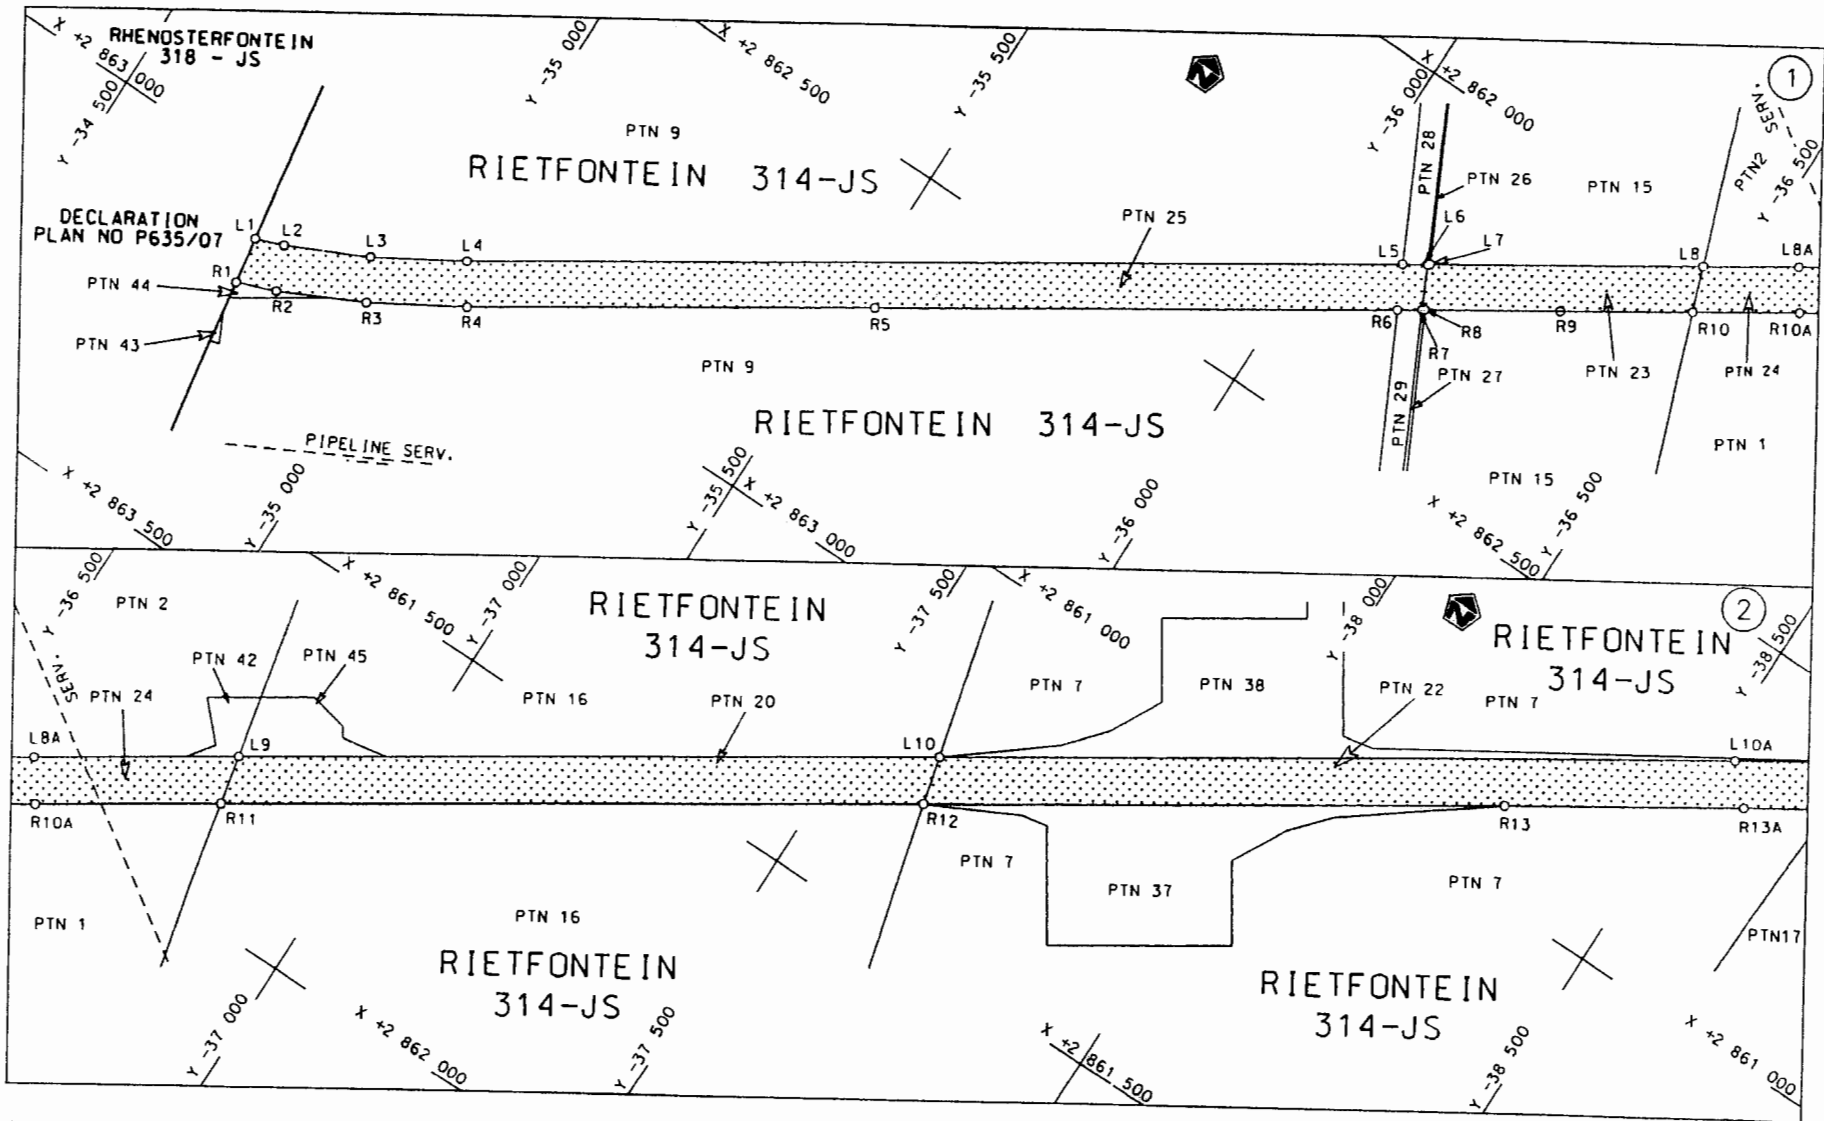 X +2 863 000
RHENOSTERFONTEIN
318 - JS
Y -34 500
Y -35 000
X +2 862 500
Y -35 500
Y -36 000
X +2 862 000
1
SERV.
PTN2
Y -36 500
PTN 9
RIETFONTEIN 314-JS
PTN 28
PTN 26
PTN 15
DECLARATION
PLAN NO P635/07
L1
L2
L3
L4
PTN 25
L5
L6
L7
L8
L8A
R1
PTN 44
R2
R3
R4
R5
R6
R7
R8
R9
R10
R10A
PTN 43
PTN 9
PTN 29
PTN 27
PTN 23
PTN 24
RIETFONTEIN 314-JS
PTN 1
PIPELINE SERV.
PTN 15
X +2 863 500
Y -35 000
Y -35 500
X +2 863 000
Y -36 000
X +2 862 500
Y -36 500
Y -36 500
PTN 2
X +2 861 500
Y -37 000
RIETFONTEIN
314-JS
Y -37 500
X +2 861 000
Y -38 000
2
RIETFONTEIN
314-JS
Y -38 500
SERV.
PTN 42
PTN 45
PTN 24
PTN 16
PTN 20
PTN 7
PTN 38
PTN 22
PTN 7
L8A
L9
L10
L10A
R10A
R11
R12
R13
R13A
PTN 7
PTN 37
PTN 7
PTN 1
PTN 16
PTN17
RIETFONTEIN
314-JS
RIETFONTEIN
314-JS
Y -37 000
X +2 862 000
Y -37 500
X +2 861 500
Y -38 500
X +2 861 000